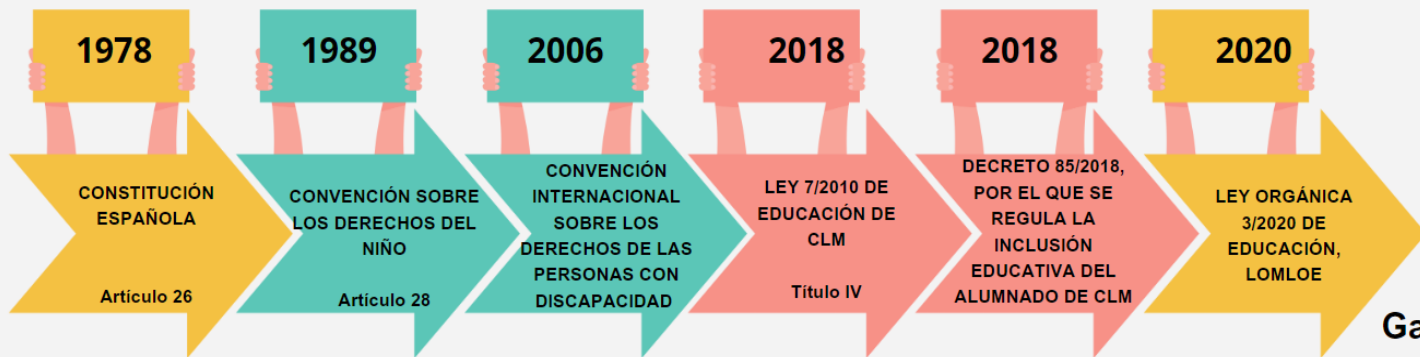 1978
CONSTITUCIÓN
ESPAÑOLA
Artículo 26
1989
CONVENCIÓN SOBRE
LOS DERECHOS DEL
NIÑO
Artículo 28
2006
CONVENCIÓN
INTERNACIONAL
SOBRE LOS
DERECHOS DE LAS
PERSONAS CON
DISCAPACIDAD
2018
LEY 7/2010 DE
EDUCACIÓN DE
CLM
Título IV
2018
DECRETO 85/2018,
POR EL QUE SE
REGULA LA
INCLUSIÓN
EDUCATIVA DEL
ALUMNADO DE CLM
2020
LEY ORGÁNICA
3/2020 DE
EDUCACIÓN,
LOMLOE